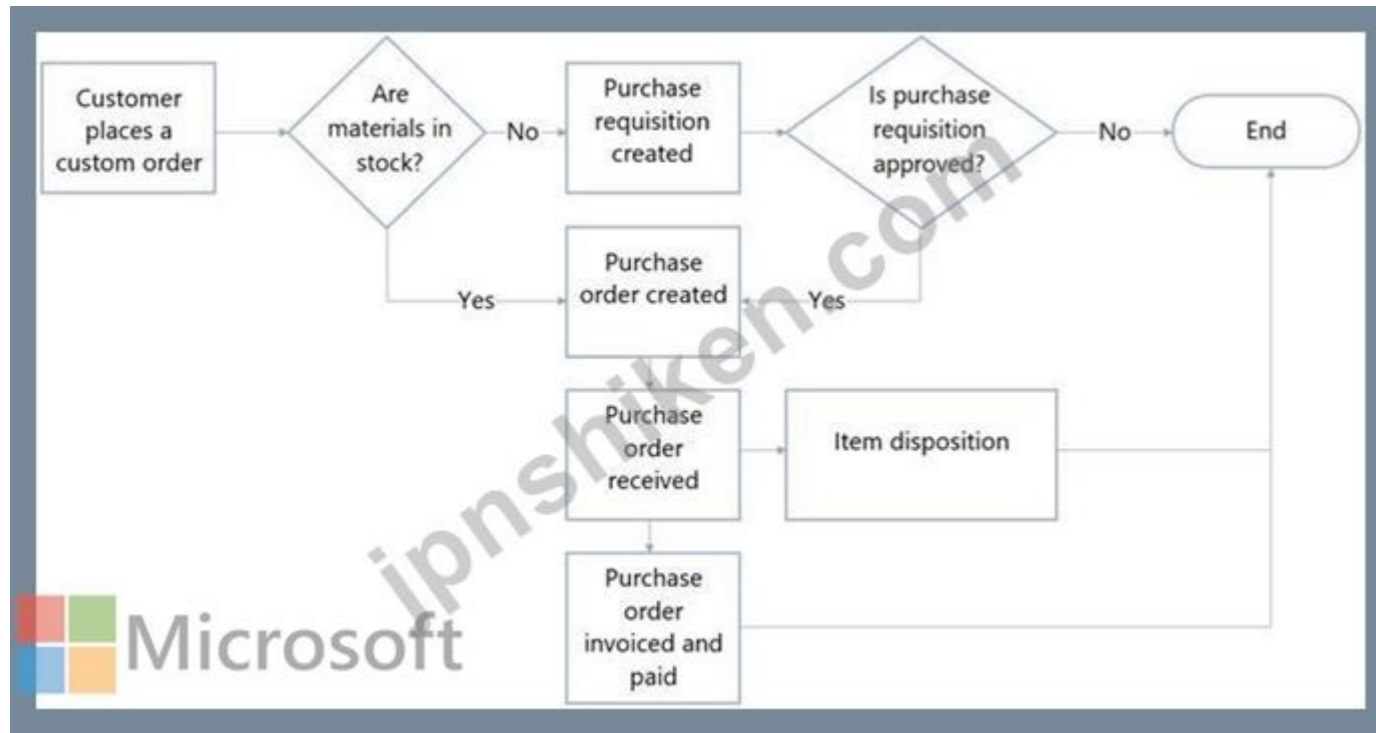 Customer
places a
custom order
Are
materials in
stock?
No
Purchase
requisition
created
Is purchase
requisition
approved?
No
End
Yes
Purchase
order created
Yes
Purchase
order
received
Item disposition
Purchase
order
invoiced and
paid
Microsoft
ipnshiken.com